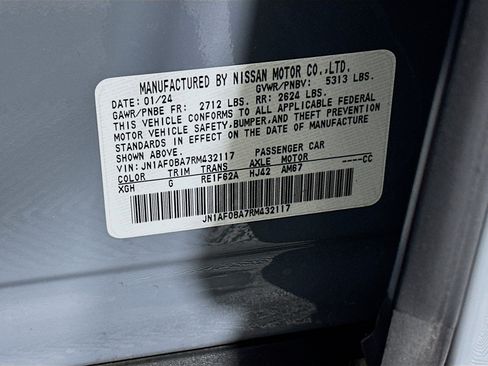 MANUFACTURED BY NISSAN MOTOR CO.,LTD.
GVWR/PNBV: 5313 LBS.
DATE: 01/24
GAWR/PNBE FR: 2712 LBS. RR: 2624 LBS.
THIS VEHICLE CONFORMS TO ALL APPLICABLE FEDERAL
MOTOR VEHICLE SAFETY, BUMPER, AND THEFT PREVENTION
STANDARDS IN EFFECT ON THE DATE OF MANUFACTURE
SHOWN ABOVE.
VIN: JN1AF0BA7RM432117 PASSENGER CAR
COLOR TRIM TRANS AXLE MOTOR ----CC
XGH G RE1F62A HJ42 AM67
JN1AF0BA7RM432117